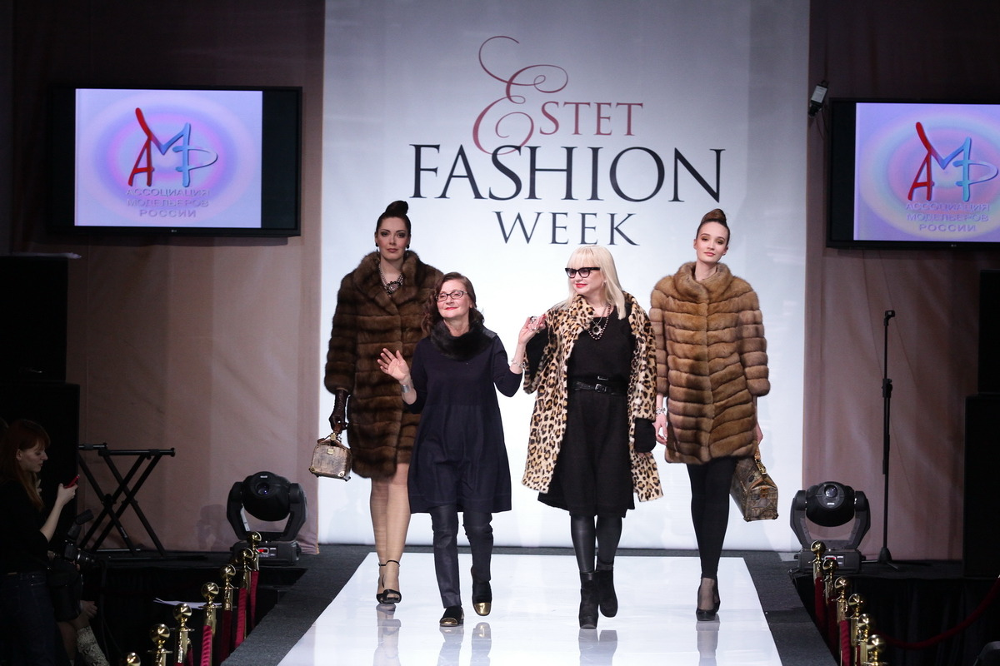 ESTET
FASHION
WEEK
АМР
АССОЦИАЦИЯ
МОДЕЛЬЕРОВ
РОССИИ
АМР
АССОЦИАЦИЯ
МОДЕЛЬЕРОВ
РОССИИ